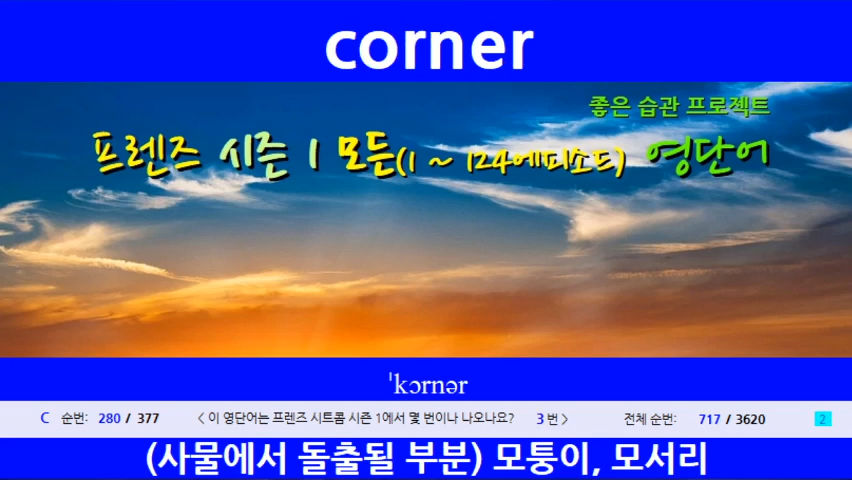 corner
좋은 습관 프로젝트
프렌즈 시즌 1 모든(1 ~ 124에피소드) 영단어
ˈkɔrnər
C 순번: 280 / 377 < 이 영단어는 프렌즈 시트콤 시즌 1에서 몇 번이나 나오나요? 3 번 > 전체 순번: 717 / 3620 2
(사물에서 돌출될 부분) 모퉁이, 모서리